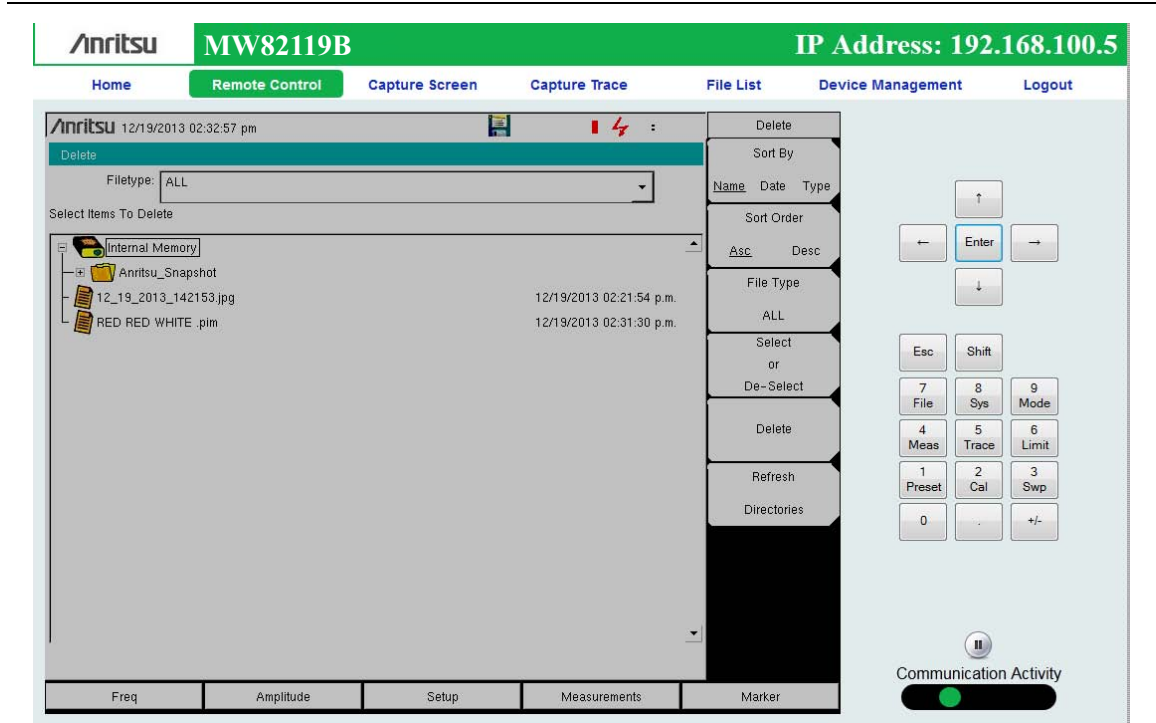 Anritsu MW82119B IP Address: 192.168.100.5
Home Remote Control Capture Screen Capture Trace File List Device Management Logout
Anritsu 12/19/2013 02:32:57 pm :
Delete
Filetype: ALL
Select Items To Delete
Internal Memory
Anritsu_Snapshot
12_19_2013_142153.jpg 12/19/2013 02:21:54 p.m.
RED RED WHITE .pim 12/19/2013 02:31:30 p.m.
Delete
Sort By
Name Date Type
Sort Order
Asc Desc
File Type
ALL
Select
or
De-Select
Delete
Refresh
Directories
Freq Amplitude Setup Measurements Marker
↑
← Enter →
↓
Esc Shift
7 8 9
File Sys Mode
4 5 6
Meas Trace Limit
1 2 3
Preset Cal Swp
0 . +/-
Communication Activity